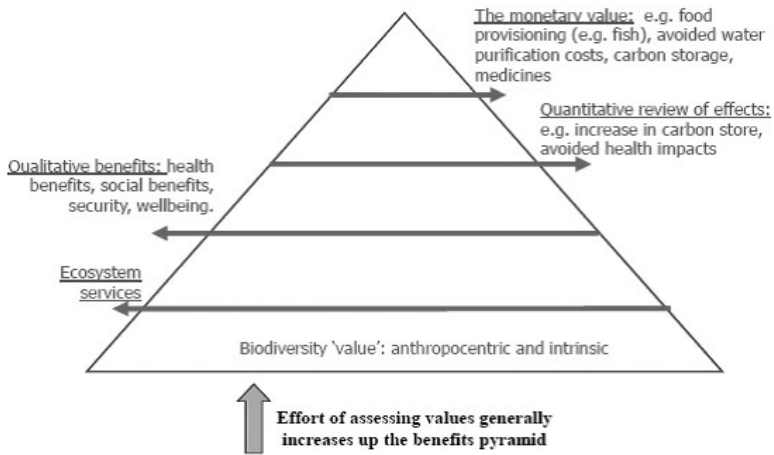 The monetary value: e.g. food
provisioning (e.g. fish), avoided water
purification costs, carbon storage,
medicines
Quantitative review of effects:
e.g. increase in carbon store,
avoided health impacts
Qualitative benefits: health
benefits, social benefits,
security, wellbeing.
Ecosystem
services
Biodiversity 'value': anthropocentric and intrinsic
Effort of assessing values generally
increases up the benefits pyramid